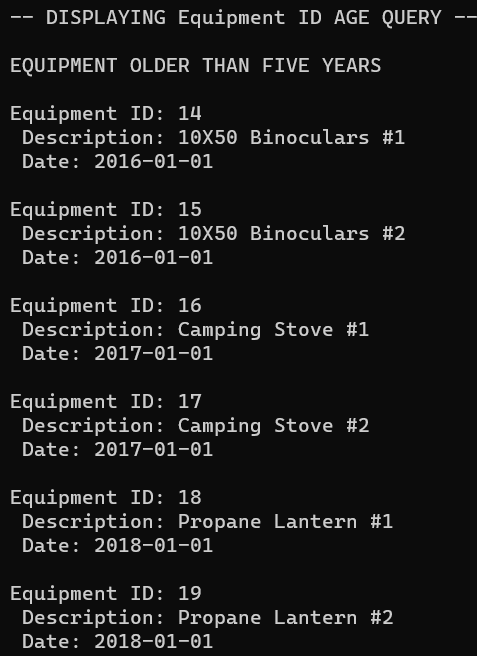 -- DISPLAYING Equipment ID AGE QUERY --
EQUIPMENT OLDER THAN FIVE YEARS
Equipment ID: 14
Description: 10X50 Binoculars #1
Date: 2016-01-01
Equipment ID: 15
Description: 10X50 Binoculars #2
Date: 2016-01-01
Equipment ID: 16
Description: Camping Stove #1
Date: 2017-01-01
Equipment ID: 17
Description: Camping Stove #2
Date: 2017-01-01
Equipment ID: 18
Description: Propane Lantern #1
Date: 2018-01-01
Equipment ID: 19
Description: Propane Lantern #2
Date: 2018-01-01